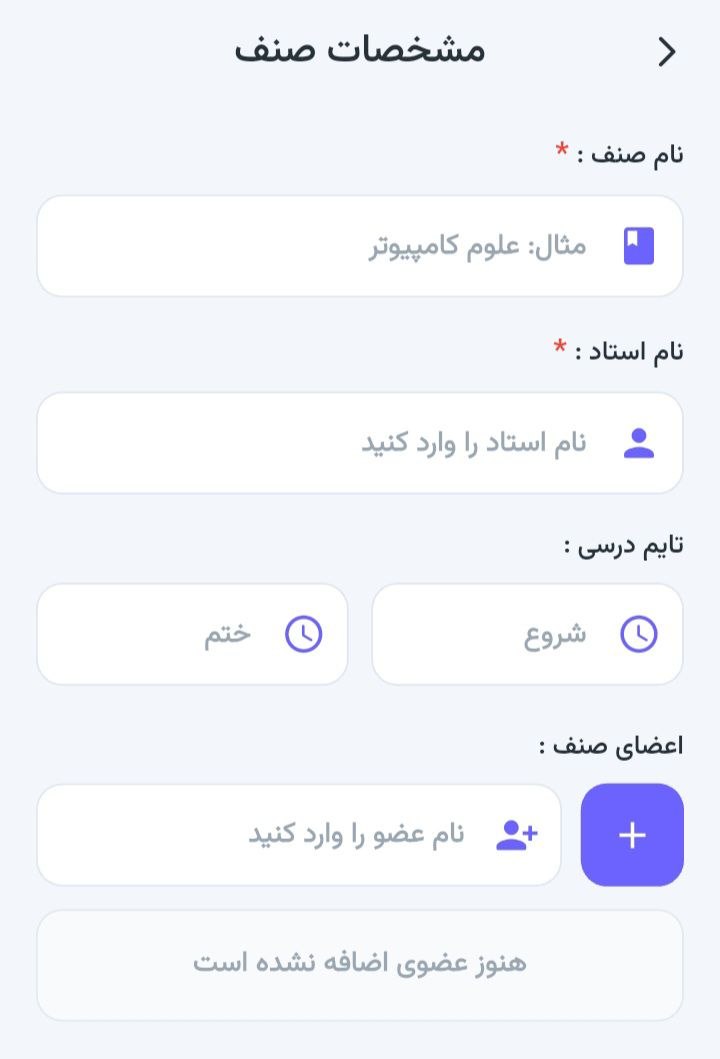 مشخصات صنف
نام صنف : *
مثال: علوم کامپیوتر
نام استاد : *
نام استاد را وارد کنید
تایم درسی :
شروع
ختم
اعضای صنف :
+
نام عضو را وارد کنید
هنوز عضوی اضافه نشده است